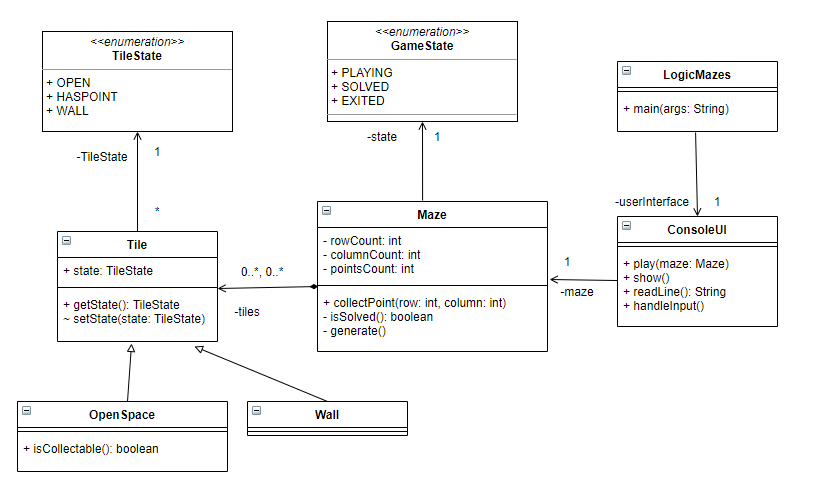 <<enumeration>>
TileState
+ OPEN
+ HASPOINT
+ WALL
<<enumeration>>
GameState
+ PLAYING
+ SOLVED
+ EXITED
LogicMazes
+ main(args: String)
-TileState
1
*
-state
1
-userInterface
1
Tile
+ state: TileState
+ getState(): TileState
~ setState(state: TileState)
0..*, 0..*
-tiles
Maze
- rowCount: int
- columnCount: int
- pointsCount: int
+ collectPoint(row: int, column: int)
- isSolved(): boolean
- generate()
1
-maze
ConsoleUI
+ play(maze: Maze)
+ show()
+ readLine(): String
+ handleInput()
OpenSpace
+ isCollectable(): boolean
Wall